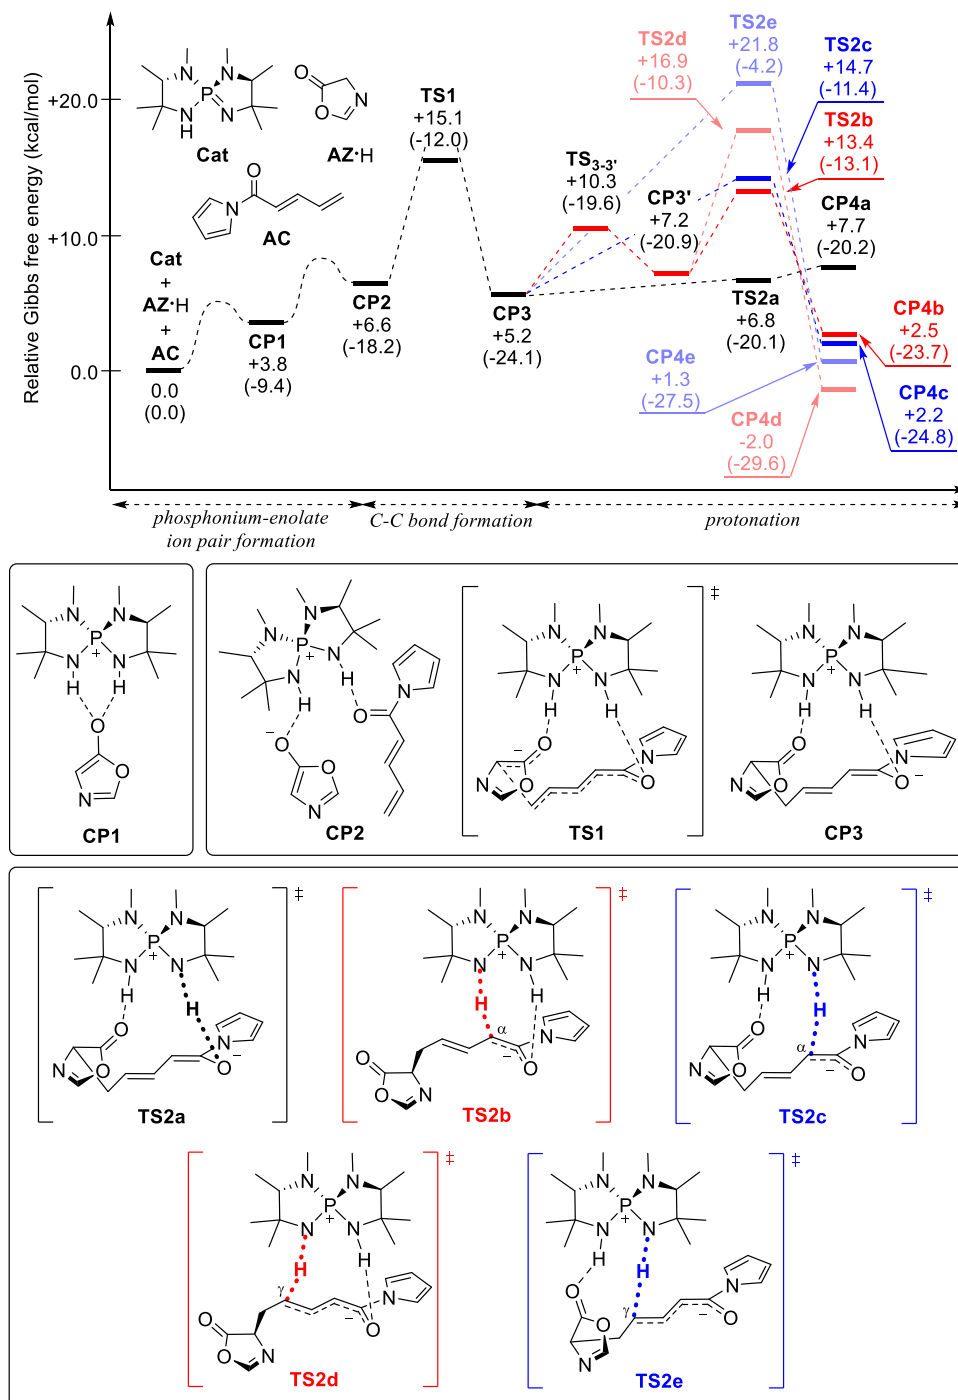 Relative Gibbs free energy (kcal/mol)
+20.0
+10.0
0.0
N
N
P
N
H
N
Cat
O
O
N
AZ·H
O
N
AC
Cat
+
AZ·H
+
AC
0.0
(0.0)
CP1
+3.8
(-9.4)
CP2
+6.6
(-18.2)
TS1
+15.1
(-12.0)
CP3
+5.2
(-24.1)
TS3-3'
+10.3
(-19.6)
CP3'
+7.2
(-20.9)
TS2d
+16.9
(-10.3)
TS2e
+21.8
(-4.2)
TS2c
+14.7
(-11.4)
TS2b
+13.4
(-13.1)
CP4a
+7.7
(-20.2)
TS2a
+6.8
(-20.1)
CP4e
+1.3
(-27.5)
CP4d
-2.0
(-29.6)
CP4b
+2.5
(-23.7)
CP4c
+2.2
(-24.8)
phosphonium-enolate
ion pair formation
C-C bond formation
protonation
N N
P
+
N N
H H
O
O
N
CP1
N N
P
+
N N
H H
−
O
O
N
O
N
CP2
‡
N N
P
+
N N
H H
−
O
O
N
N
O
TS1
N N
P
+
N N
H H
O
O
N
N
O −
CP3
‡
N N
P
+
N N
H
H
O
O
N
N
O −
TS2a
‡
N N
P
+
N N
H H
α
N
−
O
O
O
N
TS2b
‡
N N
P
+
N N
H H
O
O
N
α
N
−
O
TS2c
‡
N N
P
+
N N
H
H
γ
N
−
O
O
O
N
TS2d
‡
N N
P
+
N N
H
H
O
O
N
γ
N
−
O
TS2e